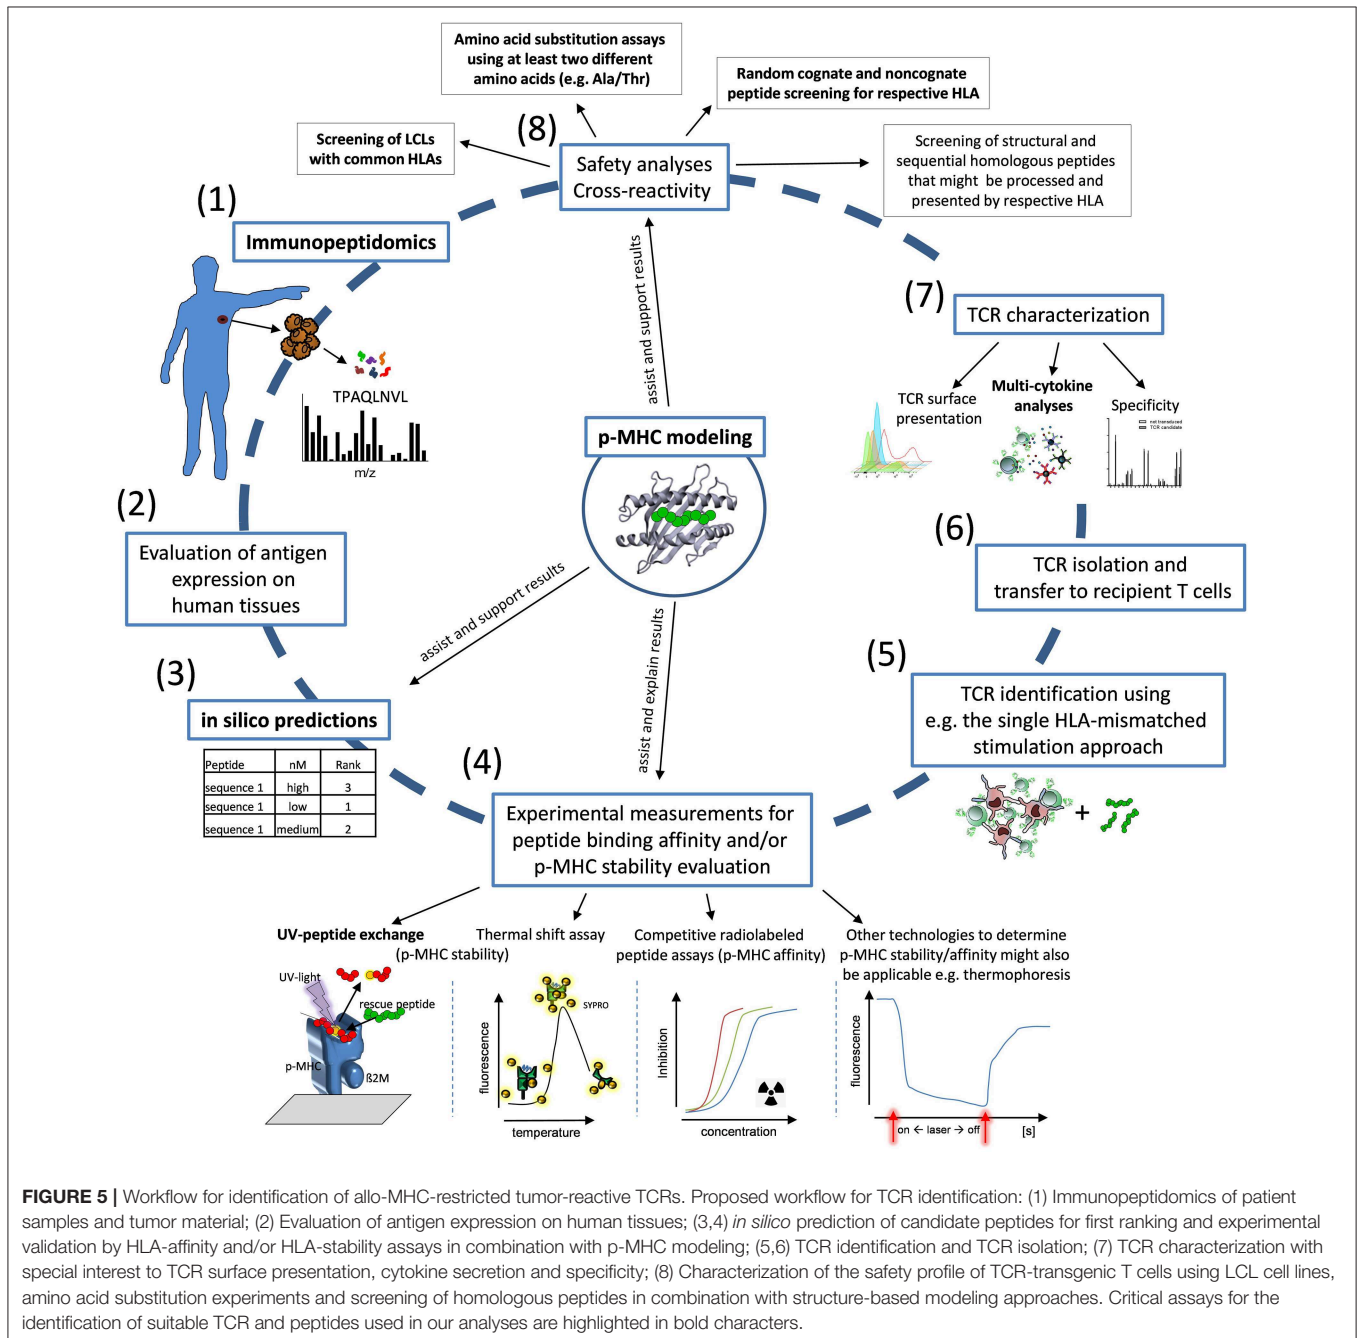 Amino acid substitution assays
using at least two different
amino acids (e.g. Ala/Thr)
Random cognate and noncognate
peptide screening for respective HLA
Screening of LCLs
with common HLAs
(8)
Safety analyses
Cross-reactivity
Screening of structural and
sequential homologous peptides
that might be processed and
presented by respective HLA
(1)
Immunopeptidomics
TPAQLNVL
m/z
assist and support results
(7)
TCR characterization
TCR surface
presentation
Multi-cytokine
analyses
Specificity
not transduced
TCR candidate
p-MHC modeling
(2)
Evaluation of antigen
expression on
human tissues
(6)
TCR isolation and
transfer to recipient T cells
assist and support results
assist and explain results
(3)
in silico predictions
Peptide nM Rank
sequence 1 high 3
sequence 1 low 1
sequence 1 medium 2
(5)
TCR identification using
e.g. the single HLA-mismatched
stimulation approach
+
(4)
Experimental measurements for
peptide binding affinity and/or
p-MHC stability evaluation
UV-peptide exchange
(p-MHC stability)
UV-light
rescue peptide
p-MHC
ß2M
Thermal shift assay
SYPRO
fluorescence
temperature
Competitive radiolabeled
peptide assays (p-MHC affinity)
Inhibition
concentration
Other technologies to determine
p-MHC stability/affinity might also
be applicable e.g. thermophoresis
fluorescence
on ← laser → off
[s]
FIGURE 5 | Workflow for identification of allo-MHC-restricted tumor-reactive TCRs. Proposed workflow for TCR identification: (1) Immunopeptidomics of patient
samples and tumor material; (2) Evaluation of antigen expression on human tissues; (3,4) in silico prediction of candidate peptides for first ranking and experimental
validation by HLA-affinity and/or HLA-stability assays in combination with p-MHC modeling; (5,6) TCR identification and TCR isolation; (7) TCR characterization with
special interest to TCR surface presentation, cytokine secretion and specificity; (8) Characterization of the safety profile of TCR-transgenic T cells using LCL cell lines,
amino acid substitution experiments and screening of homologous peptides in combination with structure-based modeling approaches. Critical assays for the
identification of suitable TCR and peptides used in our analyses are highlighted in bold characters.